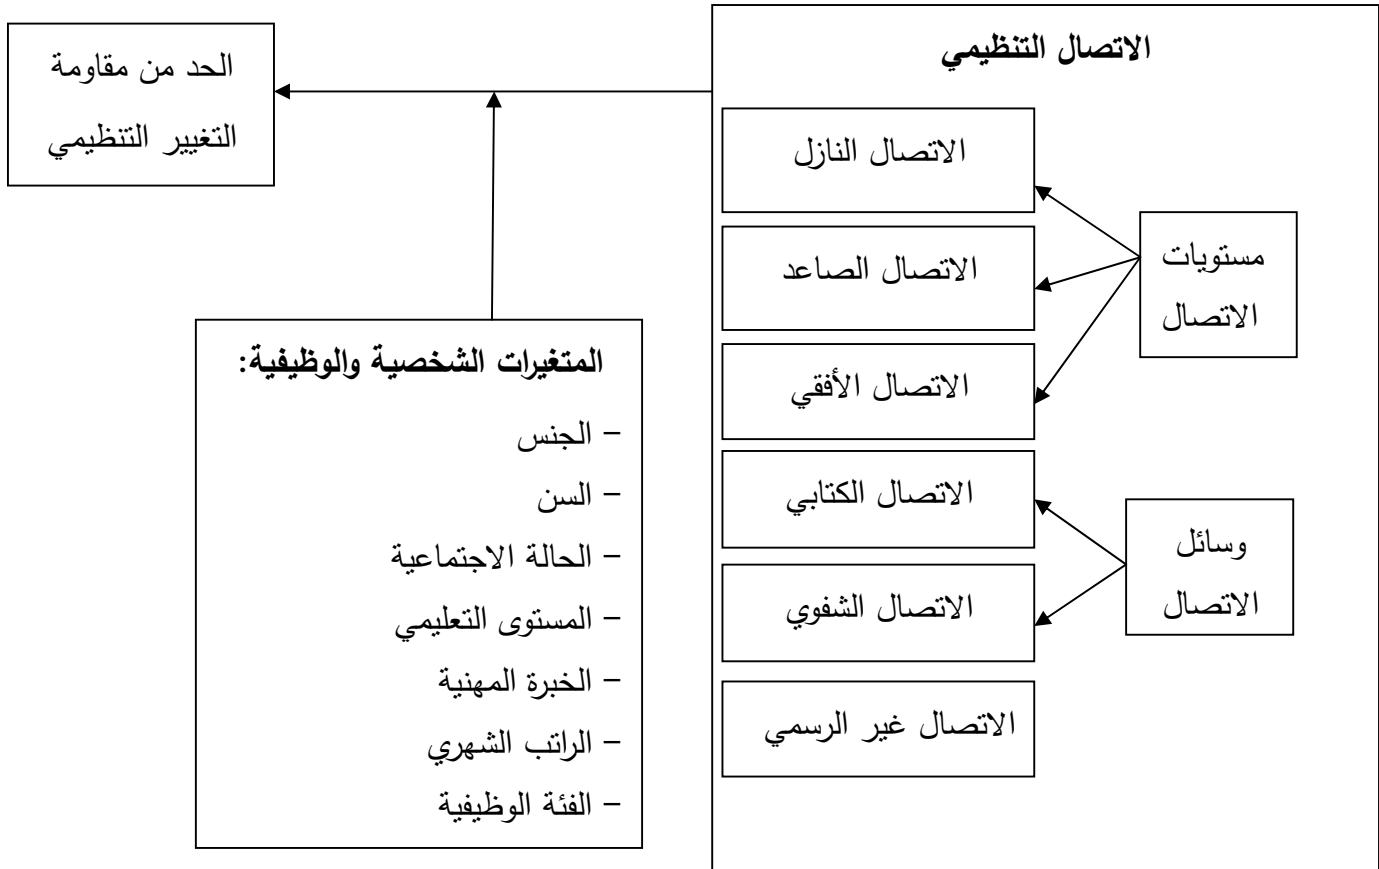 الاتصال التنظيمي
الاتصال النازل
الاتصال الصاعد
الاتصال الأفقي
الاتصال الكتابي
الاتصال الشفوي
الاتصال غير الرسمي
مستويات
الاتصال
وسائل
الاتصال
الحد من مقاومة
التغيير التنظيمي
المتغيرات الشخصية والوظيفية:
– الجنس
– السن
– الحالة الاجتماعية
– المستوى التعليمي
– الخبرة المهنية
– الراتب الشهري
– الفئة الوظيفية